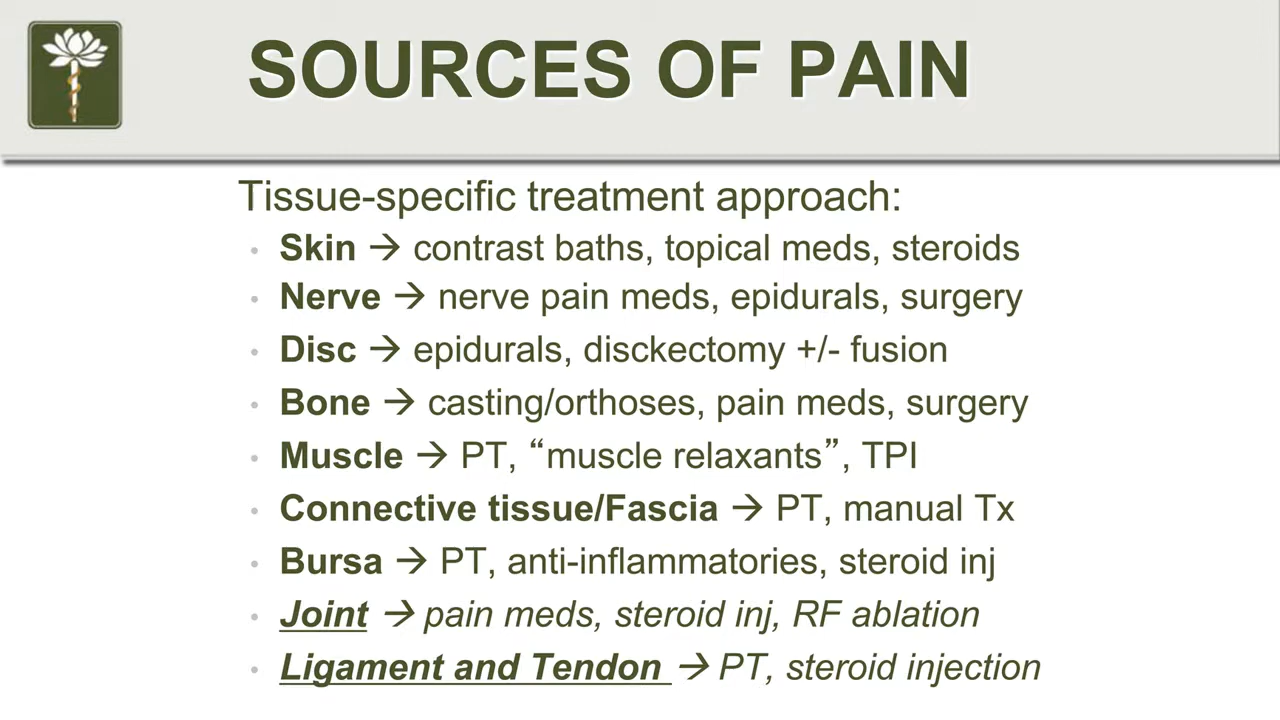 SOURCES OF PAIN
Tissue-specific treatment approach:
• Skin → contrast baths, topical meds, steroids
• Nerve → nerve pain meds, epidurals, surgery
• Disc → epidurals, disckectomy +/- fusion
• Bone → casting/orthoses, pain meds, surgery
• Muscle → PT, “muscle relaxants”, TPI
• Connective tissue/Fascia → PT, manual Tx
• Bursa → PT, anti-inflammatories, steroid inj
• Joint → pain meds, steroid inj, RF ablation
• Ligament and Tendon → PT, steroid injection